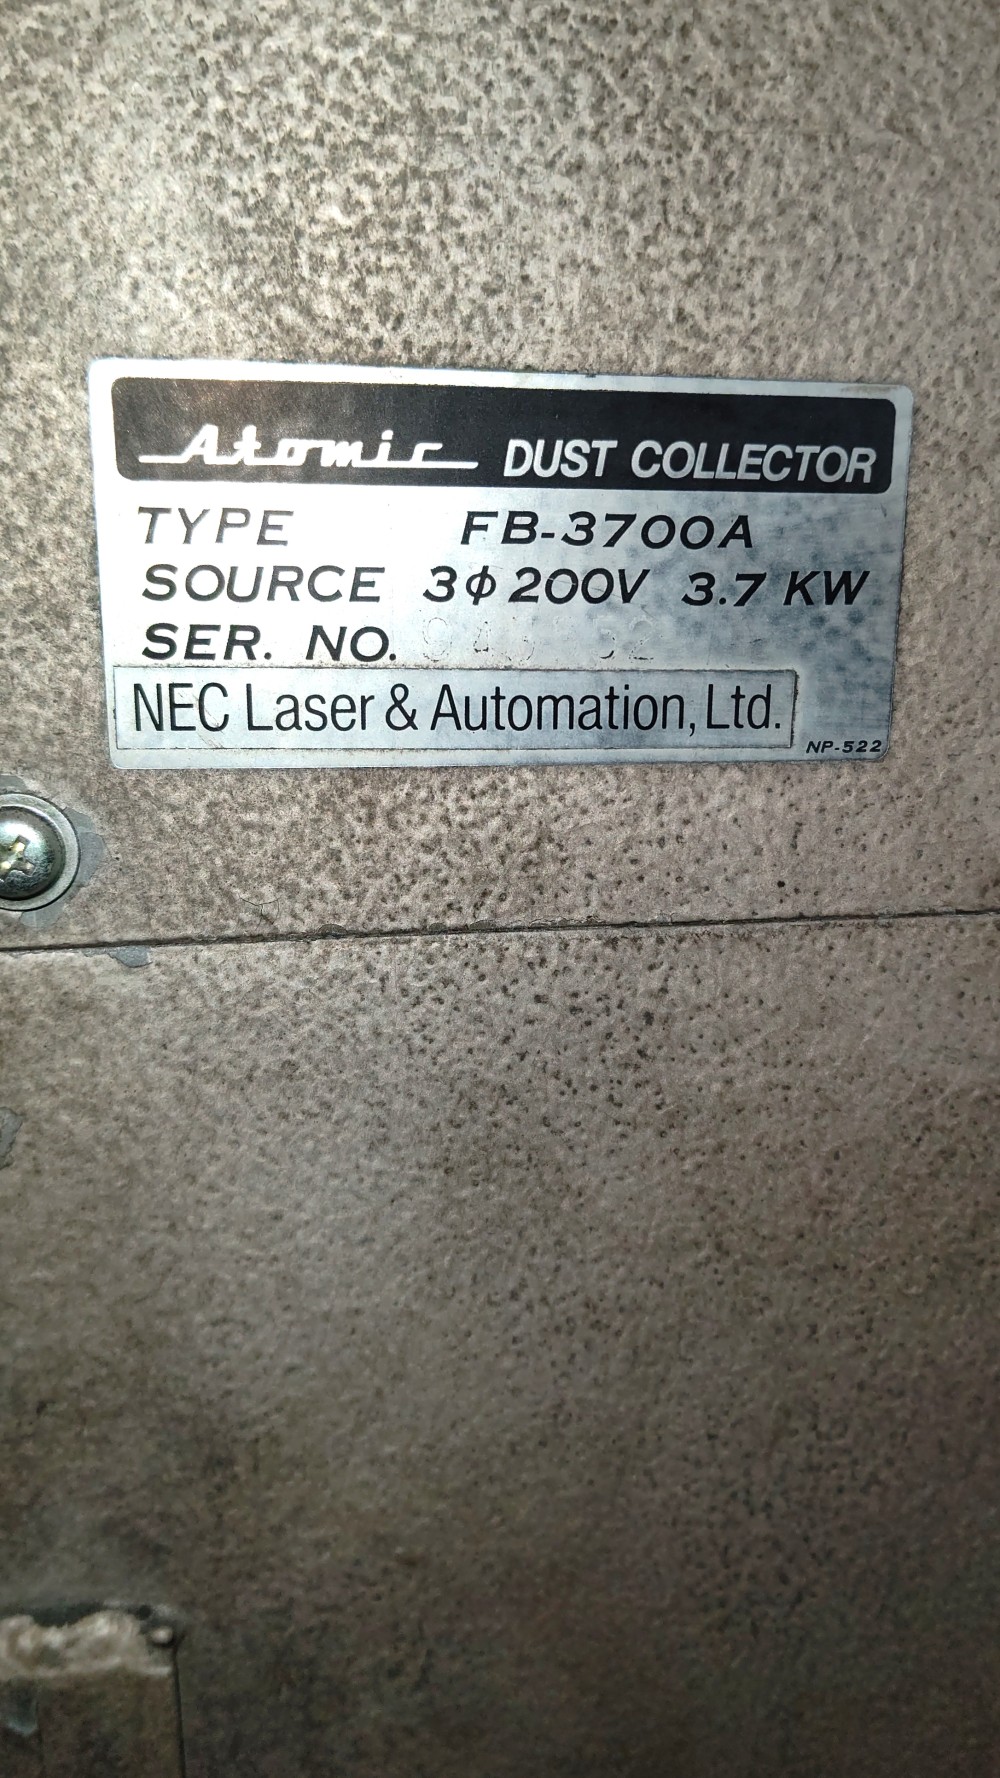 Atomic DUST COLLECTOR
TYPE FB-3700A
SOURCE 3φ 200V 3.7 KW
SER. NO.
NEC Laser & Automation, Ltd.
NP-522